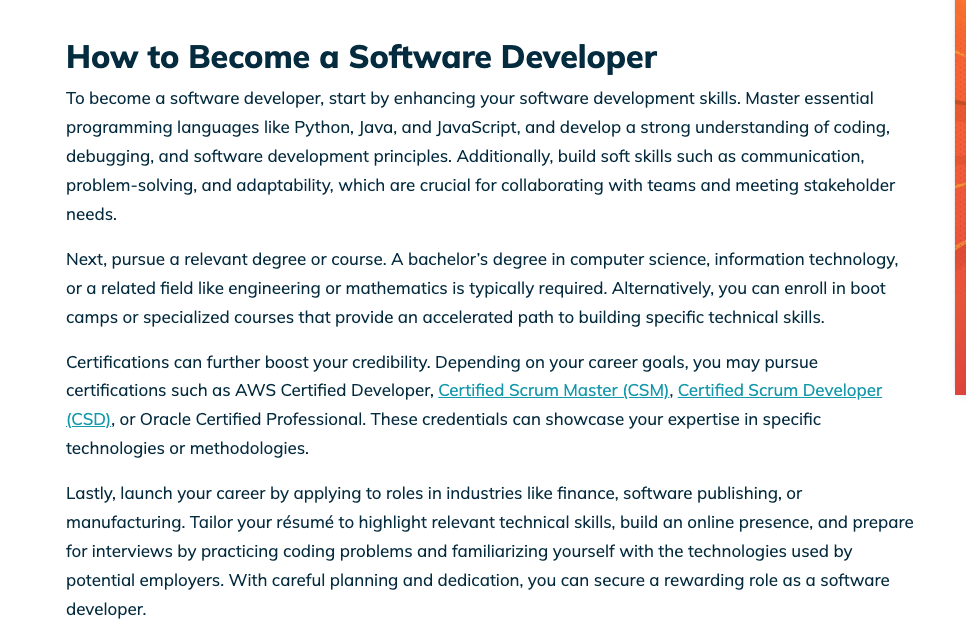 How to Become a Software Developer
To become a software developer, start by enhancing your software development skills. Master essential
programming languages like Python, Java, and JavaScript, and develop a strong understanding of coding,
debugging, and software development principles. Additionally, build soft skills such as communication,
problem-solving, and adaptability, which are crucial for collaborating with teams and meeting stakeholder
needs.
Next, pursue a relevant degree or course. A bachelor’s degree in computer science, information technology,
or a related field like engineering or mathematics is typically required. Alternatively, you can enroll in boot
camps or specialized courses that provide an accelerated path to building specific technical skills.
Certifications can further boost your credibility. Depending on your career goals, you may pursue
certifications such as AWS Certified Developer, Certified Scrum Master (CSM), Certified Scrum Developer
(CSD), or Oracle Certified Professional. These credentials can showcase your expertise in specific
technologies or methodologies.
Lastly, launch your career by applying to roles in industries like finance, software publishing, or
manufacturing. Tailor your résumé to highlight relevant technical skills, build an online presence, and prepare
for interviews by practicing coding problems and familiarizing yourself with the technologies used by
potential employers. With careful planning and dedication, you can secure a rewarding role as a software
developer.